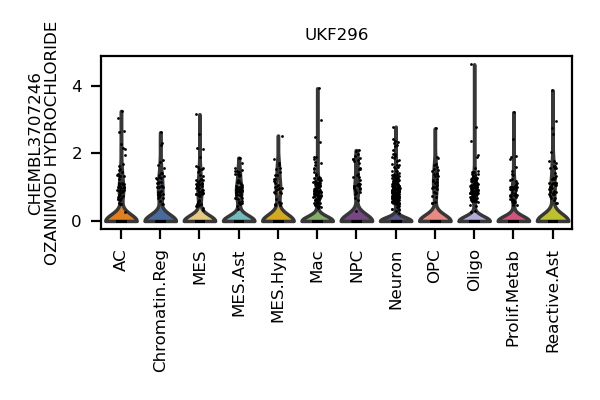 UKF296
CHEMBL3707246
OZANIMOD HYDROCHLORIDE
4
2
0
AC
Chromatin.Reg
MES
MES.Ast
MES.Hyp
Mac
NPC
Neuron
OPC
Oligo
Prolif.Metab
Reactive.Ast